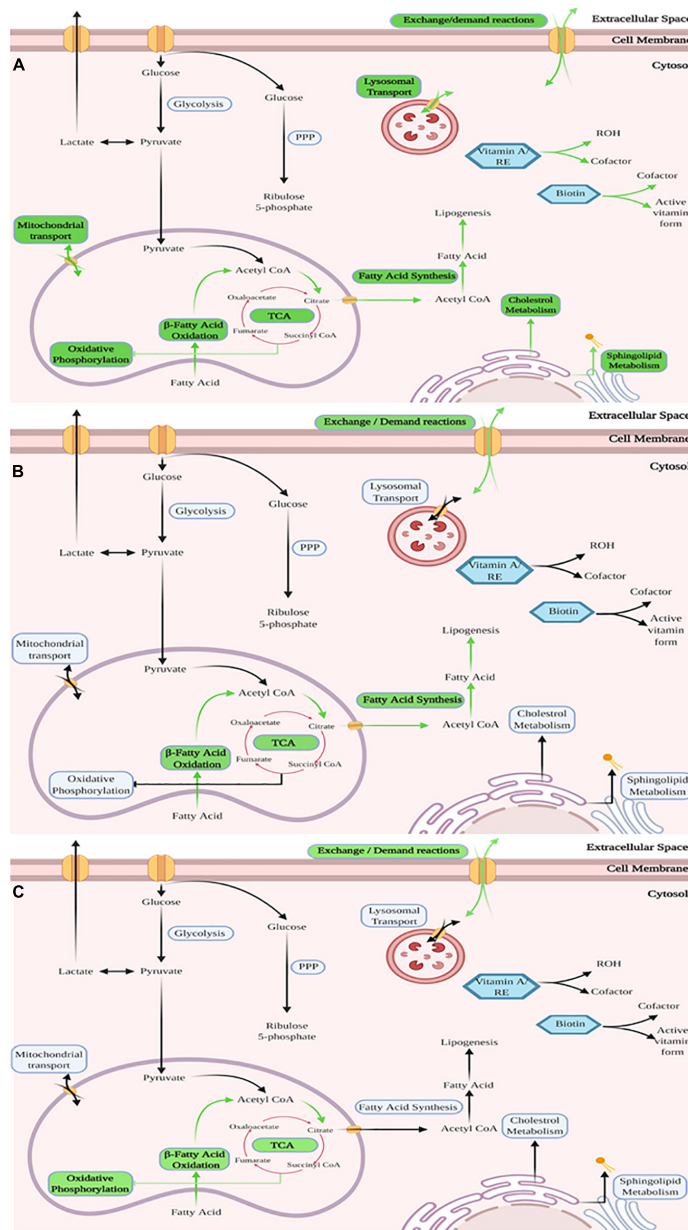 Exchange/demand reactions
Extracellular Space
Cell Membrane
A
Cytosol
Glucose
Glycolysis
Glucose
PPP
Lactate
Pyruvate
Ribulose
5-phosphate
Lysosomal
Transport
Vitamin A/
RE
ROH
Cofactor
Biotin
Cofactor
Active
vitamin
form
Mitochondrial
transport
Pyruvate
Acetyl CoA
Oxaloacetate
Citrate
TCA
Fumarate
Succinyl CoA
β-Fatty Acid
Oxidation
Oxidative
Phosphorylation
Fatty Acid
Lipogenesis
Fatty Acid
Fatty Acid Synthesis
Acetyl CoA
Cholestrol
Metabolism
Sphingolipid
Metabolism
Exchange / Demand reactions
Extracellular Space
Cell Membrane
B
Cytosol
Glucose
Glycolysis
Glucose
PPP
Lactate
Pyruvate
Ribulose
5-phosphate
Lysosomal
Transport
Vitamin A/
RE
ROH
Cofactor
Biotin
Cofactor
Active
vitamin
form
Mitochondrial
transport
Pyruvate
Acetyl CoA
Oxaloacetate
Citrate
TCA
Fumarate
Succinyl CoA
β-Fatty Acid
Oxidation
Oxidative
Phosphorylation
Fatty Acid
Lipogenesis
Fatty Acid
Fatty Acid Synthesis
Acetyl CoA
Cholestrol
Metabolism
Sphingolipid
Metabolism
Exchange / Demand reactions
Extracellular Space
Cell Membrane
C
Cytosol
Glucose
Glycolysis
Glucose
PPP
Lactate
Pyruvate
Ribulose
5-phosphate
Lysosomal
Transport
Vitamin A/
RE
ROH
Cofactor
Biotin
Cofactor
Active
vitamin
form
Mitochondrial
transport
Pyruvate
Acetyl CoA
Oxaloacetate
Citrate
TCA
Fumarate
Succinyl CoA
β-Fatty Acid
Oxidation
Oxidative
Phosphorylation
Fatty Acid
Lipogenesis
Fatty Acid
Fatty Acid Synthesis
Acetyl CoA
Cholestrol
Metabolism
Sphingolipid
Metabolism